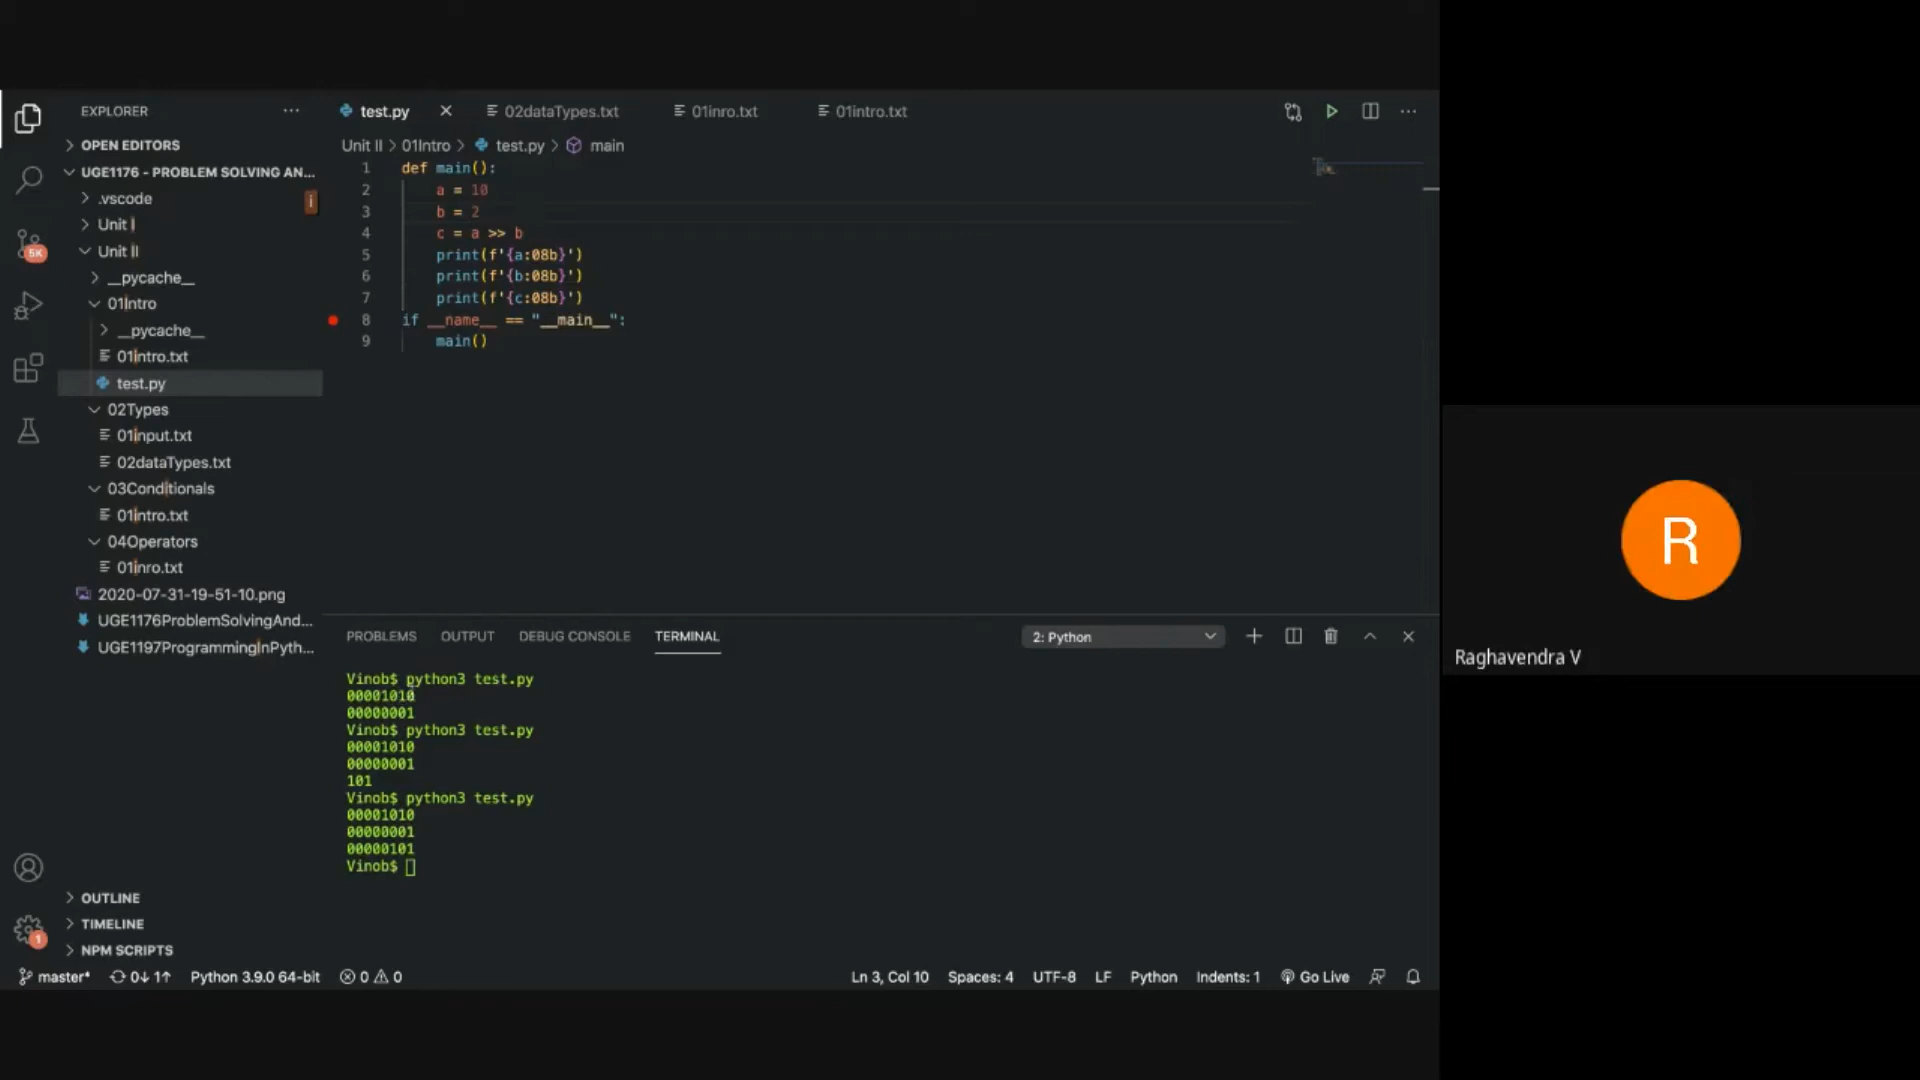 EXPLORER
OPEN EDITORS
UGE1176 - PROBLEM SOLVING AN...
.vscode
i
Unit I
Unit II
__pycache__
01Intro
__pycache__
01intro.txt
test.py
02Types
01input.txt
02dataTypes.txt
03Conditionals
01intro.txt
04Operators
01inro.txt
2020-07-31-19-51-10.png
UGE1176ProblemSolvingAnd...
UGE1197ProgrammingInPyth...
OUTLINE
TIMELINE
NPM SCRIPTS
5K
1
test.py 02dataTypes.txt 01inro.txt 01intro.txt
Unit II > 01Intro > test.py > main
1 def main():
2 a = 10
3 b = 2
4 c = a >> b
5 print(f'{a:08b}')
6 print(f'{b:08b}')
7 print(f'{c:08b}')
8 if __name__ == "__main__":
9 main()
PROBLEMS OUTPUT DEBUG CONSOLE TERMINAL 2: Python
Vinob$ python3 test.py
00001010
00000001
Vinob$ python3 test.py
00001010
00000001
101
Vinob$ python3 test.py
00001010
00000001
00000101
Vinob$
master* 0↓ 1↑ Python 3.9.0 64-bit 0 0 Ln 3, Col 10 Spaces: 4 UTF-8 LF Python Indents: 1 Go Live
R
Raghavendra V